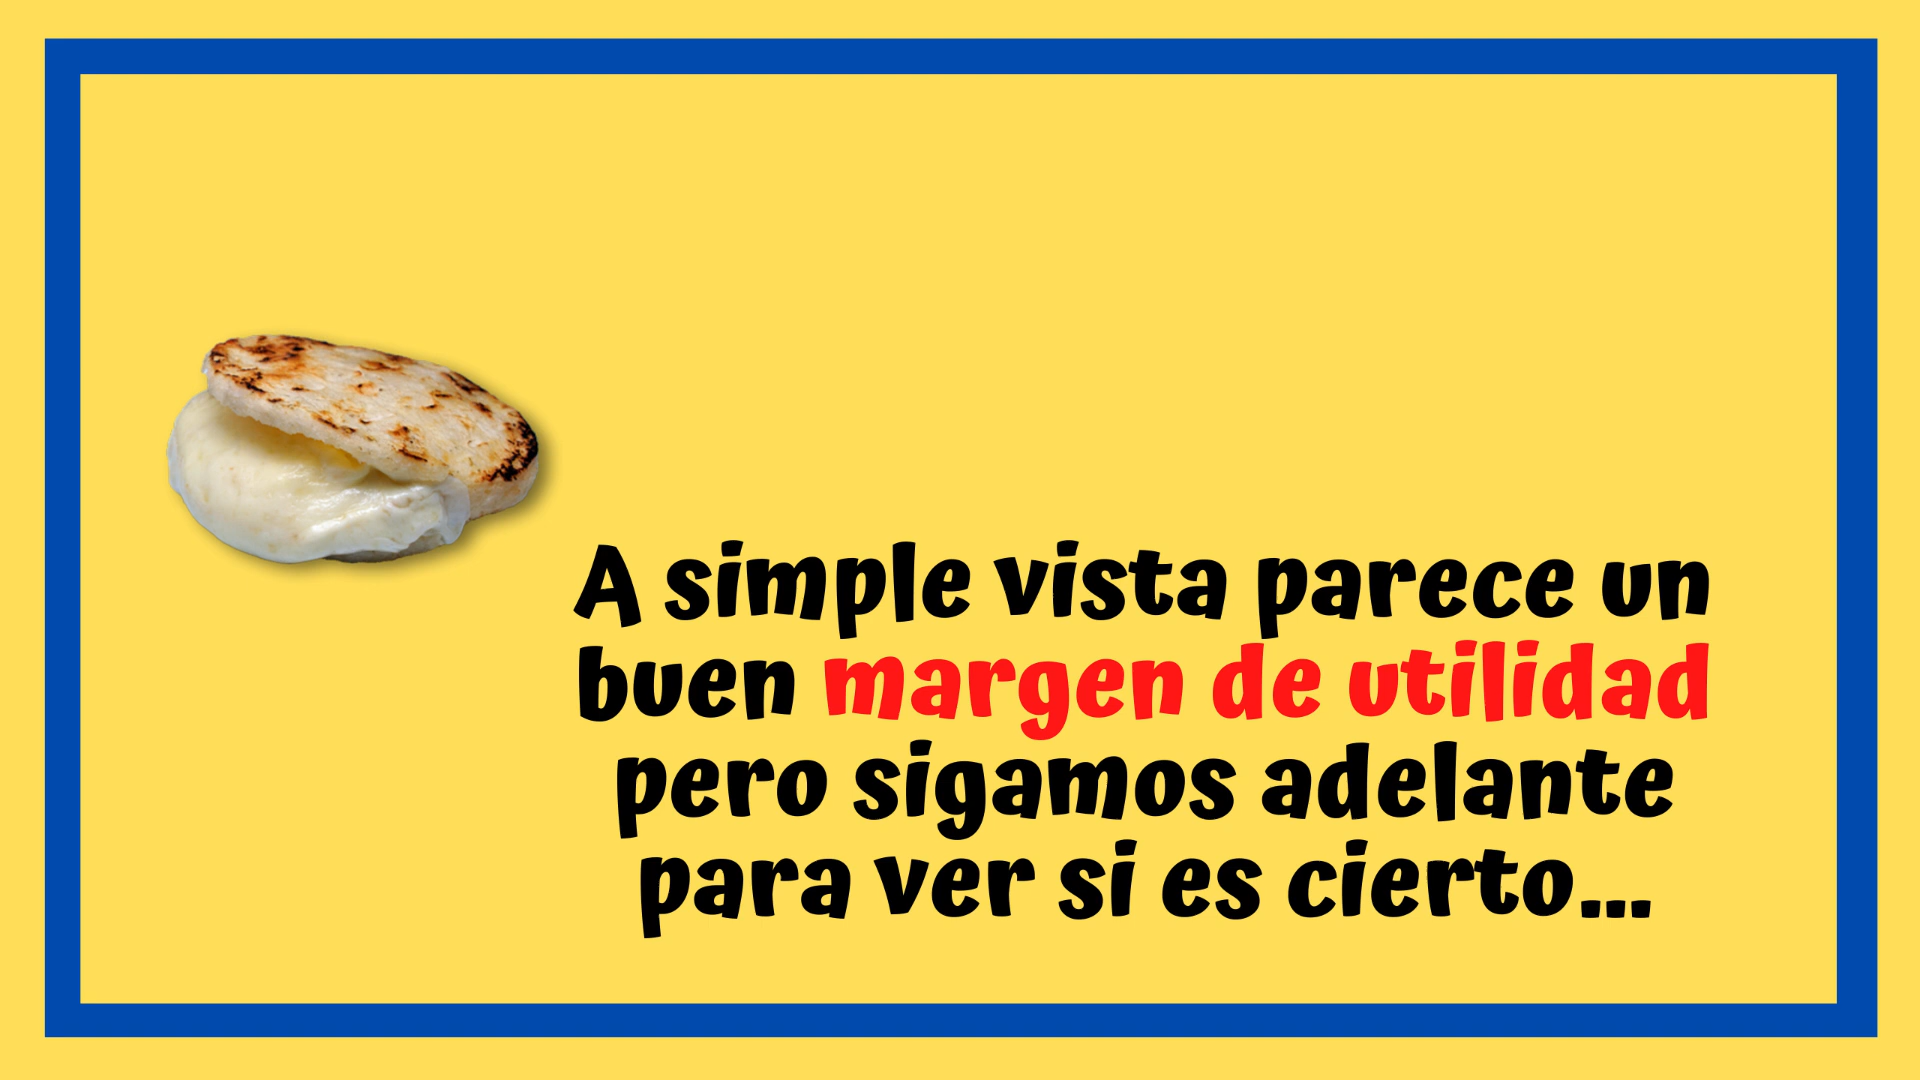 A simple vista parece un
buen margen de utilidad
pero sigamos adelante
para ver si es cierto...